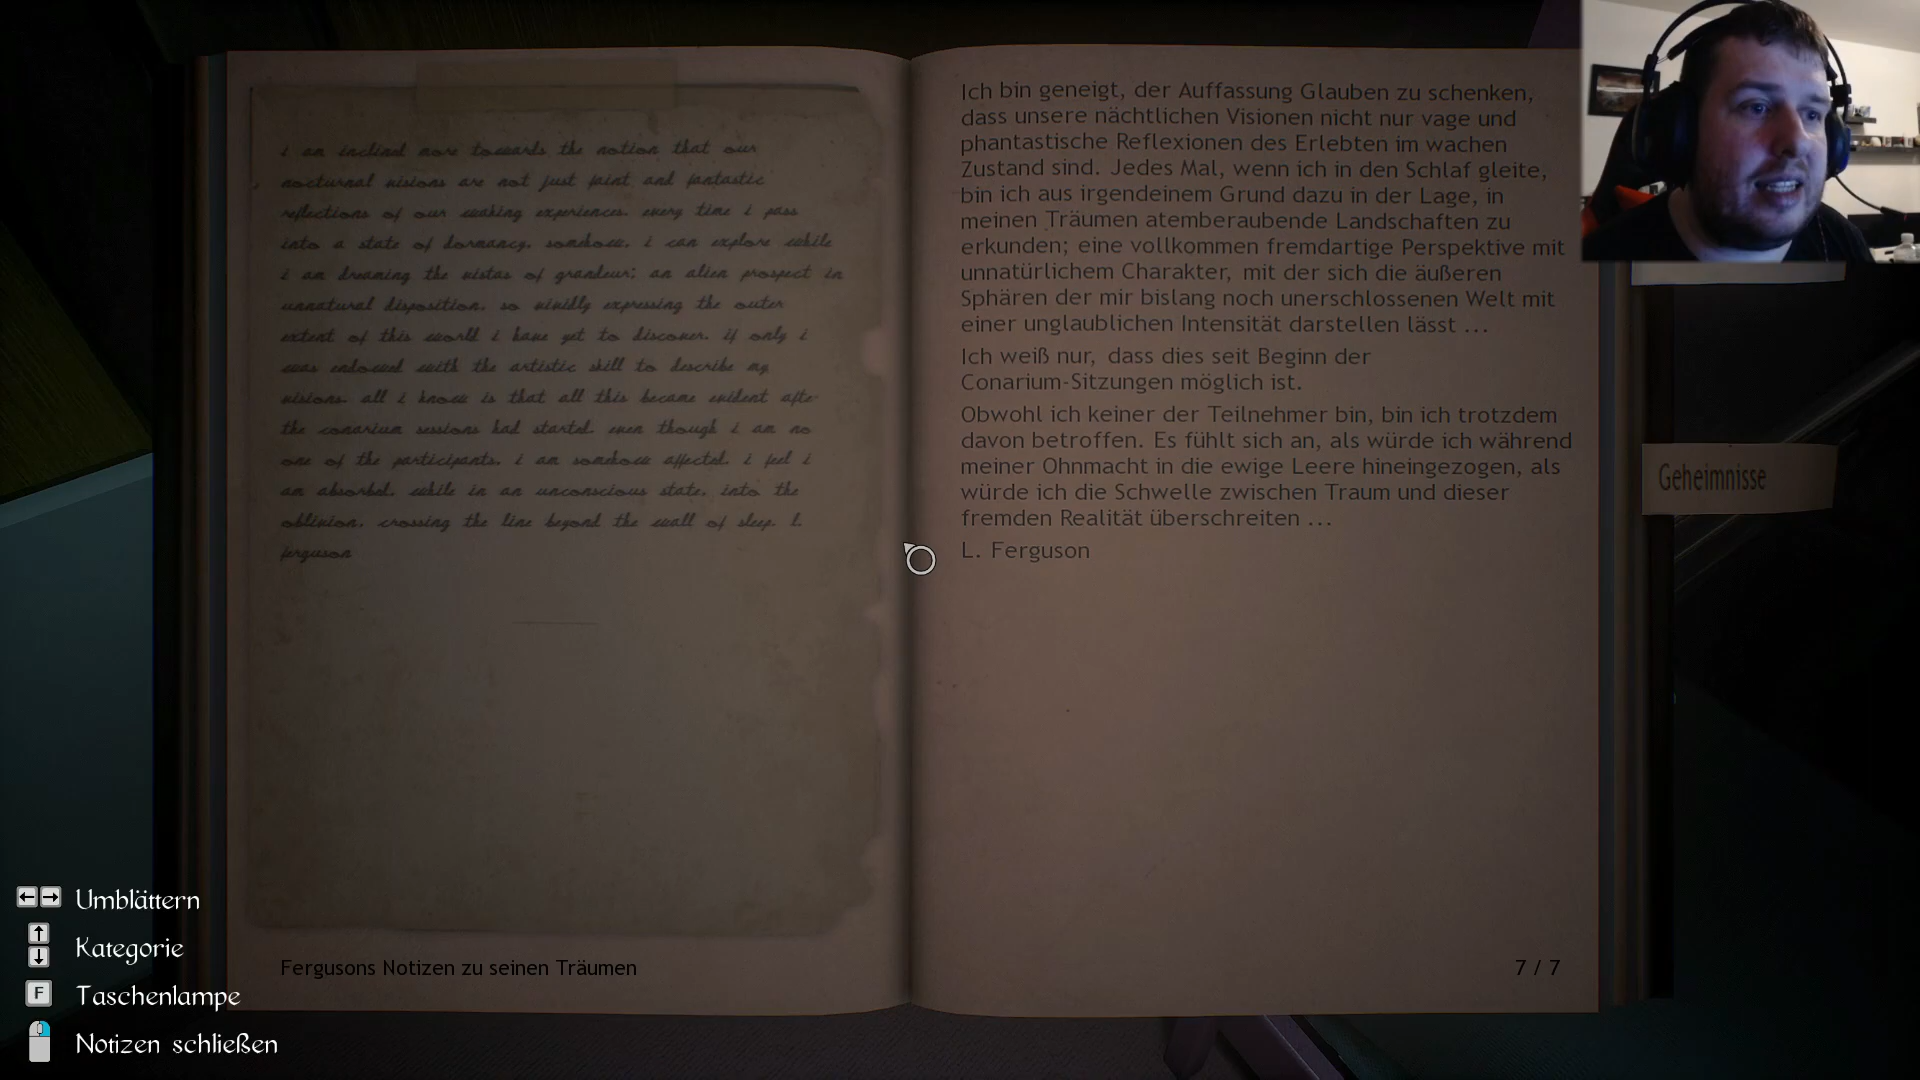 i am inclined more towards the notion that our
nocturnal visions are not just faint and fantastic
reflections of our waking experiences. every time i pass
into a state of dormancy, somehow, i can explore while
i am dreaming the vistas of grandeur; an alien prospect in
unnatural disposition, so vividly expressing the outer
extent of this world i have yet to discover. if only i
was endowed with the artistic skill to describe my
visions. all i know is that all this became evident afte
the conarium sessions had started. even though i am no
one of the participants, i am somehow affected. i feel i
am absorbed, while in an unconscious state, into the
oblivion, crossing the line beyond the wall of sleep. l.
ferguson
Fergusons Notizen zu seinen Träumen
Ich bin geneigt, der Auffassung Glauben zu schenken,
dass unsere nächtlichen Visionen nicht nur vage und
phantastische Reflexionen des Erlebten im wachen
Zustand sind. Jedes Mal, wenn ich in den Schlaf gleite,
bin ich aus irgendeinem Grund dazu in der Lage, in
meinen Träumen atemberaubende Landschaften zu
erkunden; eine vollkommen fremdartige Perspektive mit
unnatürlichem Charakter, mit der sich die äußeren
Sphären der mir bislang noch unerschlossenen Welt mit
einer unglaublichen Intensität darstellen lässt ...
Ich weiß nur, dass dies seit Beginn der
Conarium-Sitzungen möglich ist.
Obwohl ich keiner der Teilnehmer bin, bin ich trotzdem
davon betroffen. Es fühlt sich an, als würde ich während
meiner Ohnmacht in die ewige Leere hineingezogen, als
würde ich die Schwelle zwischen Traum und dieser
fremden Realität überschreiten ...
L. Ferguson
7 / 7
Geheimnisse
Umblättern
Kategorie
F Taschenlampe
Notizen schließen